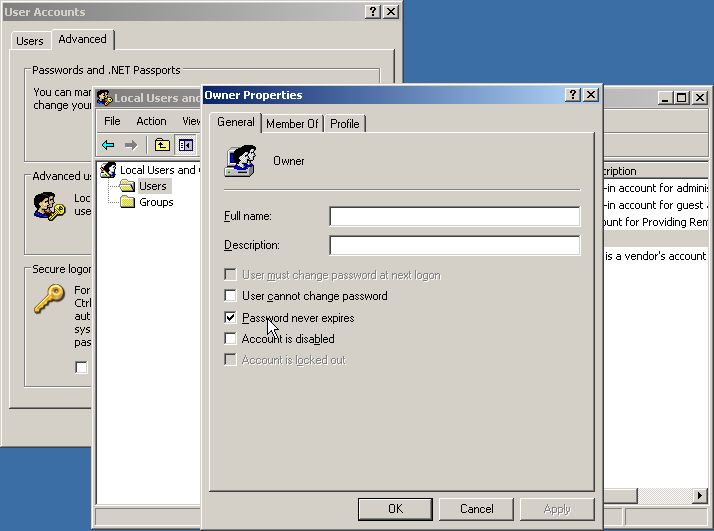 User Accounts
Users
Advanced
Passwords and .NET Passports
You can ma
change your
Advanced us
Loc
use
Secure logon
For
Ctrl
aut
sys
pas
Local Users and
File Action Vie
Local Users and
Users
Groups
Owner Properties
General
Member Of
Profile
Owner
Full name:
Description:
User must change password at next logon
User cannot change password
Password never expires
Account is disabled
Account is locked out
OK
Cancel
Apply
cription
-in account for adminis
-in account for guest
ount for Providing Rem
is a vendor's account